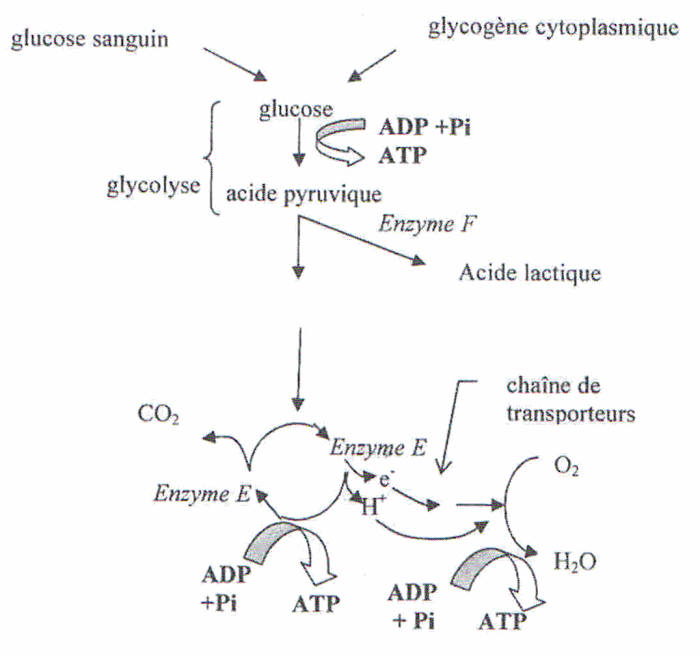 glucose sanguin
glycogène cytoplasmique
glucose
ADP +Pi
ATP
glycolyse
acide pyruvique
Enzyme F
Acide lactique
chaîne de
transporteurs
CO₂
Enzyme E
e⁻
O₂
Enzyme E
H⁺
H₂O
ADP
+Pi
ATP
ADP
+ Pi
ATP